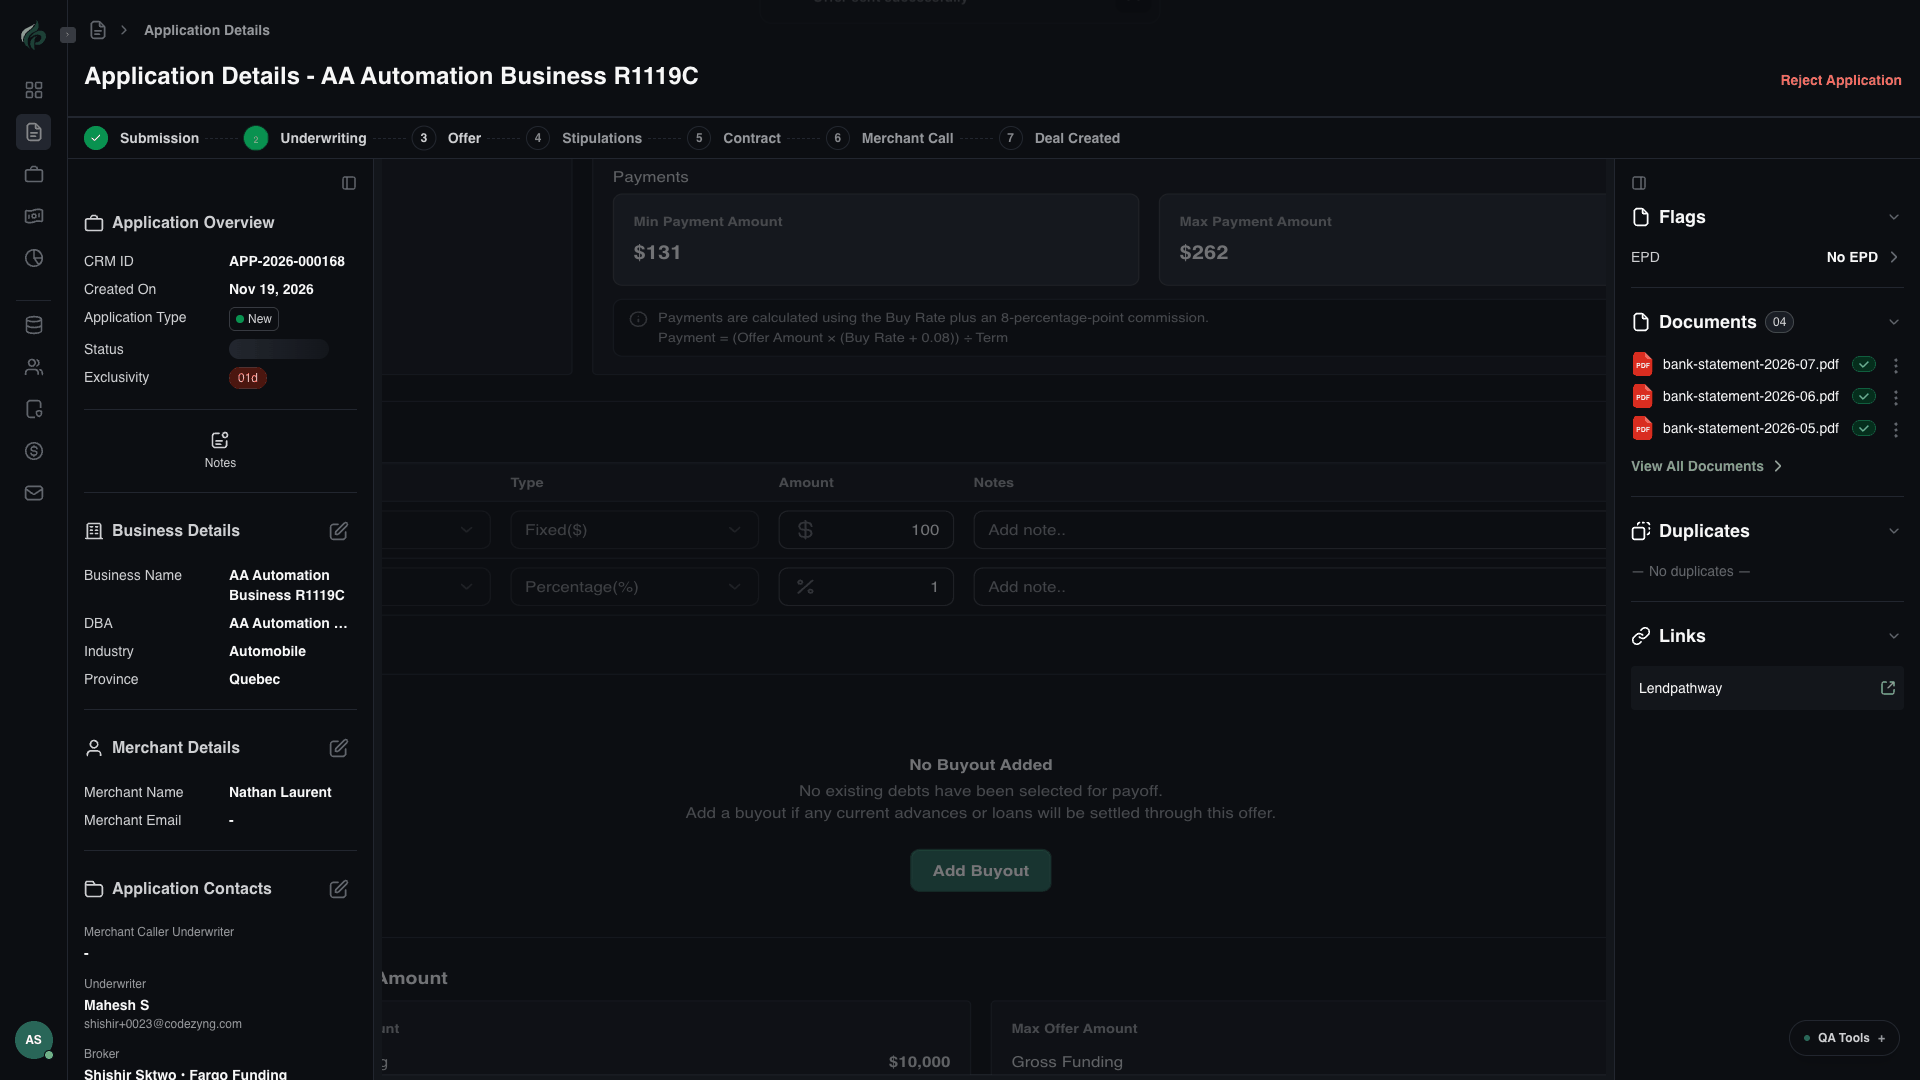 Offer sent successfully
Application Details
Application Details - AA Automation Business R1119C
Reject Application
Submission
2
Underwriting
3
Offer
4
Stipulations
5
Contract
6
Merchant Call
7
Deal Created
Application Overview
CRM ID
APP-2026-000168
Created On
Nov 19, 2026
Application Type
New
Status
Exclusivity
01d
Notes
Business Details
Business Name
AA Automation
Business R1119C
DBA
AA Automation ...
Industry
Automobile
Province
Quebec
Merchant Details
Merchant Name
Nathan Laurent
Merchant Email
-
Application Contacts
Merchant Caller Underwriter
-
Underwriter
Mahesh S
shishir+0023@codezyng.com
Broker
Shishir Sktwo • Fargo Funding
AS
Payments
Min Payment Amount
$131
Max Payment Amount
$262
Payments are calculated using the Buy Rate plus an 8-percentage-point commission.
Payment = (Offer Amount × (Buy Rate + 0.08)) ÷ Term
Type
Amount
Notes
Fixed($)
$
100
Add note..
Percentage(%)
%
1
Add note..
No Buyout Added
No existing debts have been selected for payoff.
Add a buyout if any current advances or loans will be settled through this offer.
Add Buyout
Amount
unt
Max Offer Amount
g
$10,000
Gross Funding
Flags
EPD
No EPD
Documents
04
PDF
bank-statement-2026-07.pdf
PDF
bank-statement-2026-06.pdf
PDF
bank-statement-2026-05.pdf
View All Documents
Duplicates
— No duplicates —
Links
Lendpathway
QA Tools +